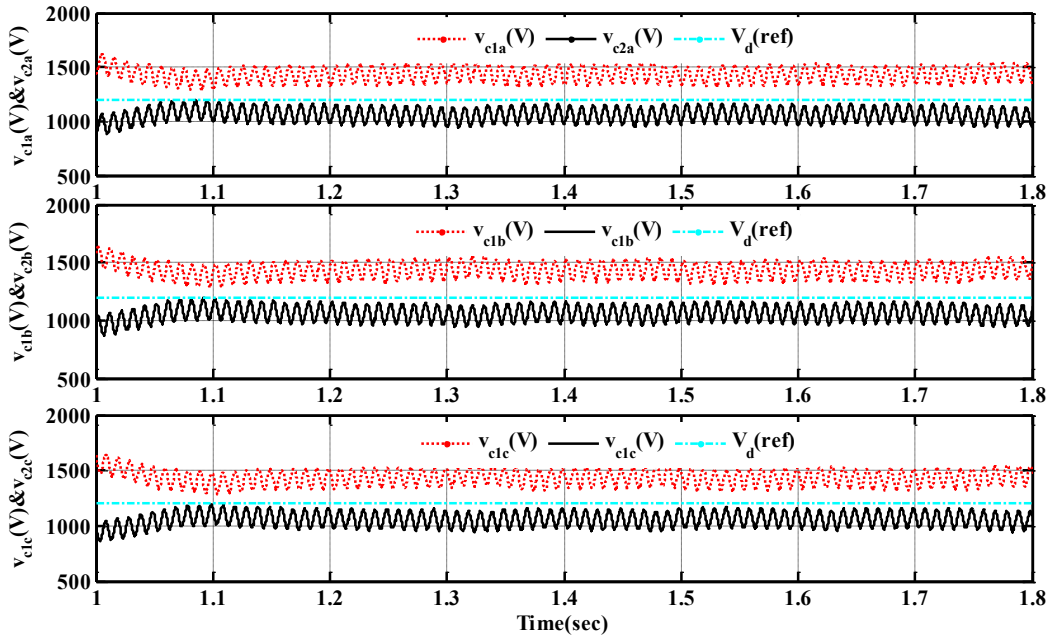 2000
1500
1000
500
v_c1a(V)&v_c2a(V)
v_c1a(V) v_c2a(V) V_d(ref)
1 1.1 1.2 1.3 1.4 1.5 1.6 1.7 1.8
2000
1500
1000
500
v_c1b(V)&v_c2b(V)
v_c1b(V) v_c1b(V) V_d(ref)
1 1.1 1.2 1.3 1.4 1.5 1.6 1.7 1.8
2000
1500
1000
500
v_c1c(V)&v_c2c(V)
v_c1c(V) v_c1c(V) V_d(ref)
1 1.1 1.2 1.3 1.4 1.5 1.6 1.7 1.8
Time(sec)